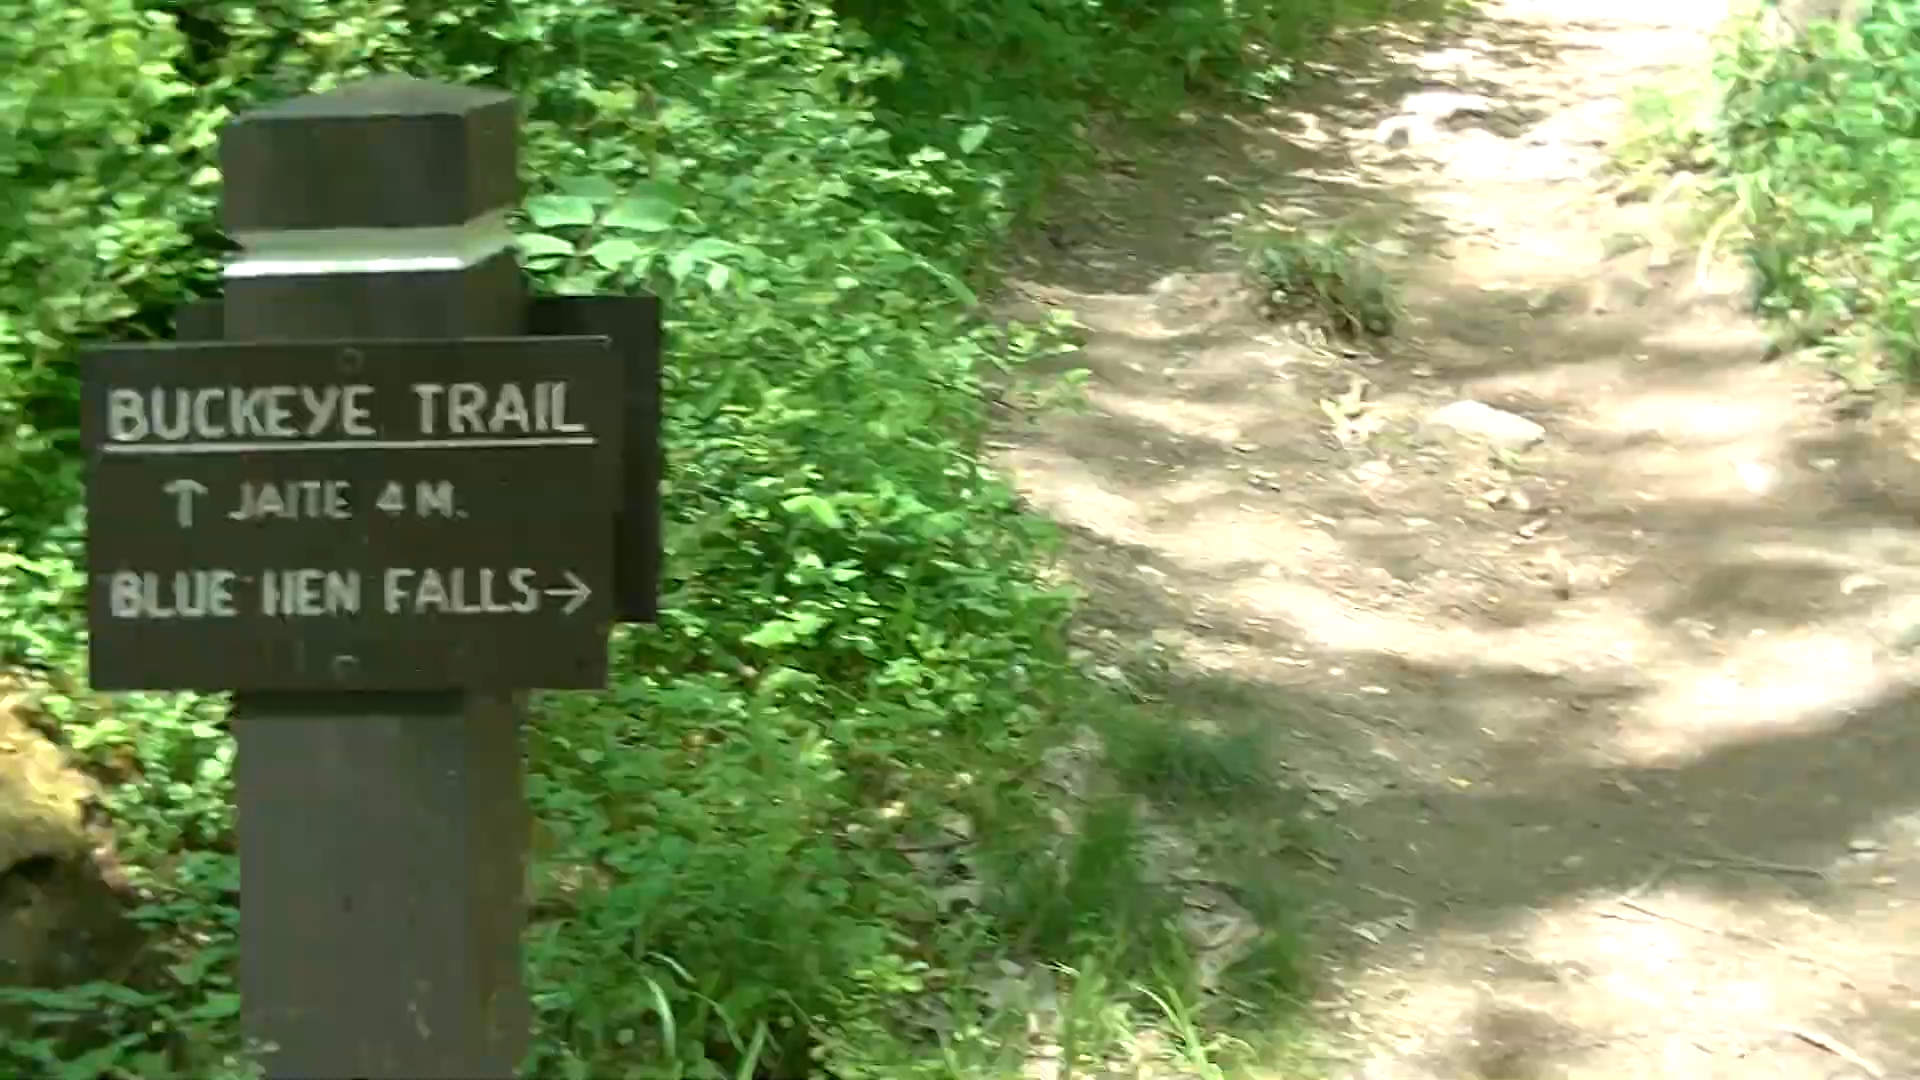 BUCKEYE TRAIL
↑ JAITE 4 M.
BLUE HEN FALLS→